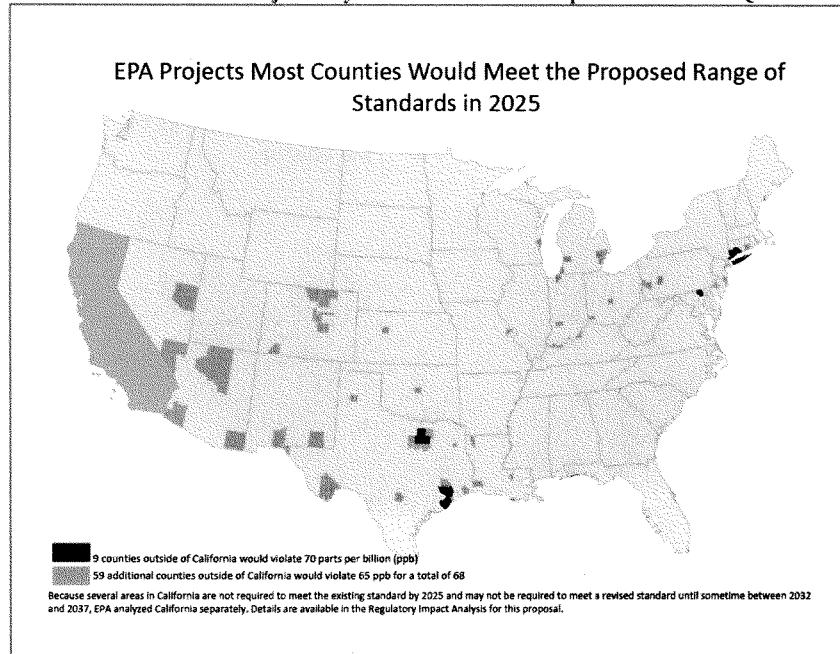 EPA Projects Most Counties Would Meet the Proposed Range of
Standards in 2025
9 counties outside of California would violate 70 parts per billion (ppb)
59 additional counties outside of California would violate 65 ppb for a total of 68
Because several areas in California are not required to meet the existing standard by 2025 and may not be required to meet a revised standard until sometime between 2032
and 2037, EPA analyzed California separately. Details are available in the Regulatory Impact Analysis for this proposal.